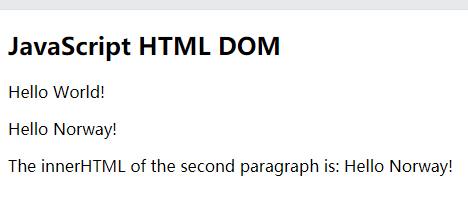 JavaScript HTML DOM
Hello World!
Hello Norway!
The innerHTML of the second paragraph is: Hello Norway!